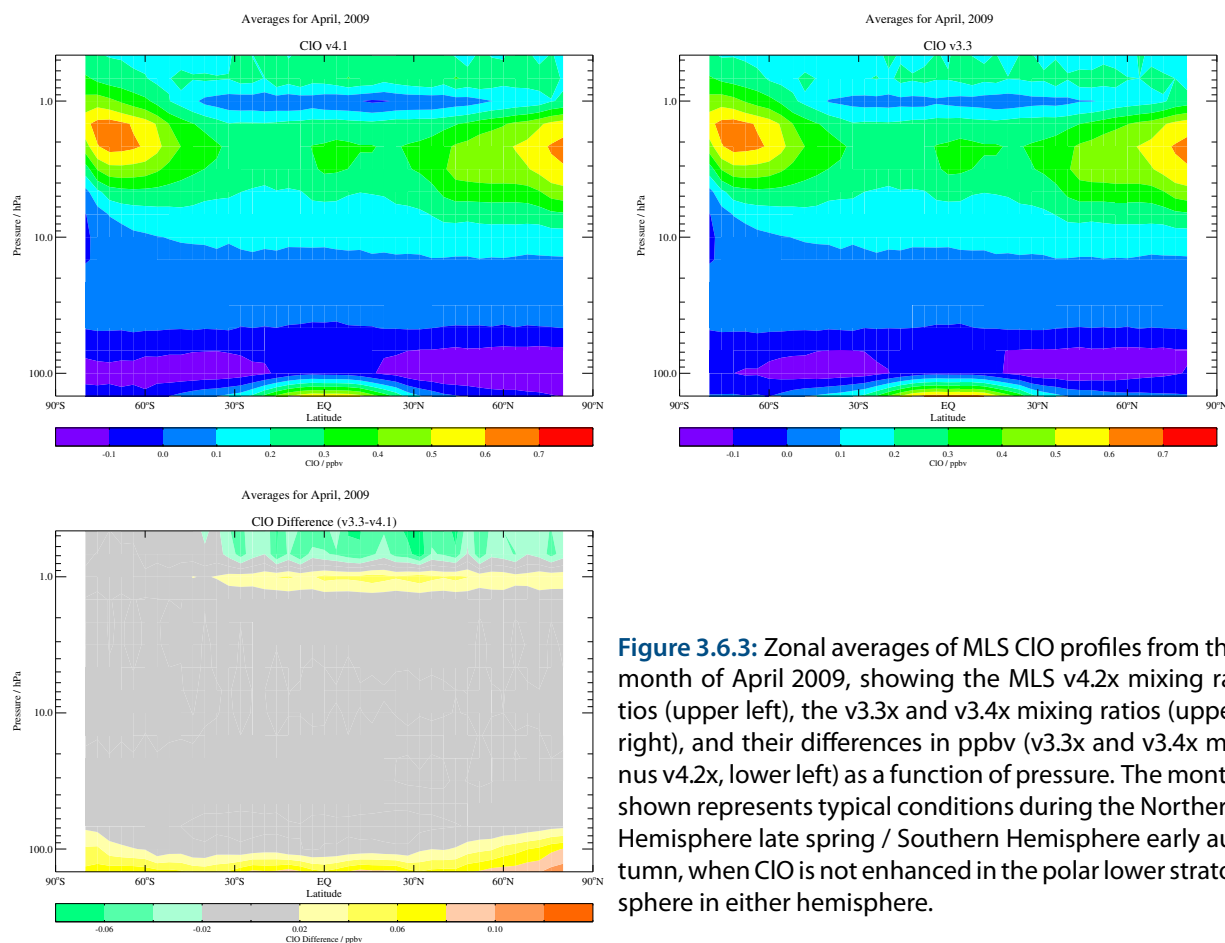 Averages for April, 2009
ClO v4.1
Pressure / hPa
1.0
10.0
100.0
90°S 60°S 30°S EQ 30°N 60°N 90°N
Latitude
-0.1 0.0 0.1 0.2 0.3 0.4 0.5 0.6 0.7
ClO / ppbv
Averages for April, 2009
ClO v3.3
Pressure / hPa
1.0
10.0
100.0
90°S 60°S 30°S EQ 30°N 60°N 90°N
Latitude
-0.1 0.0 0.1 0.2 0.3 0.4 0.5 0.6 0.7
ClO / ppbv
Averages for April, 2009
ClO Difference (v3.3-v4.1)
Pressure / hPa
1.0
10.0
100.0
90°S 60°S 30°S EQ 30°N 60°N 90°N
Latitude
-0.06 -0.02 0.02 0.06 0.10
ClO Difference / ppbv
Figure 3.6.3: Zonal averages of MLS ClO profiles from th
month of April 2009, showing the MLS v4.2x mixing ra
tios (upper left), the v3.3x and v3.4x mixing ratios (uppe
right), and their differences in ppbv (v3.3x and v3.4x m
nus v4.2x, lower left) as a function of pressure. The mont
shown represents typical conditions during the Norther
Hemisphere late spring / Southern Hemisphere early au
tumn, when ClO is not enhanced in the polar lower strato
sphere in either hemisphere.